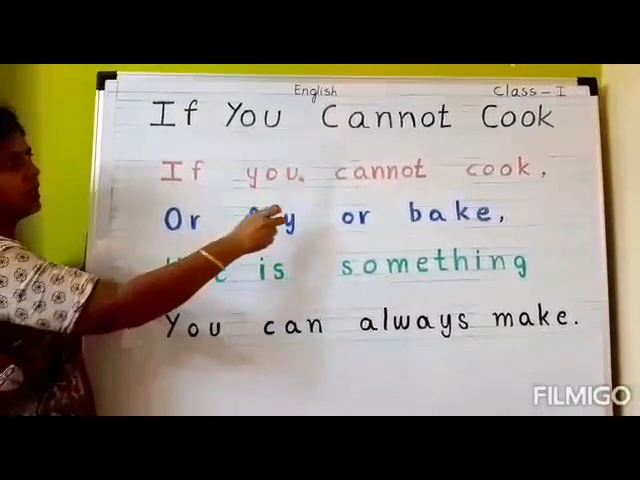 English Class - I
If You Cannot Cook
If you cannot cook,
Or or bake,
is something
You can always make.
FILMIGO